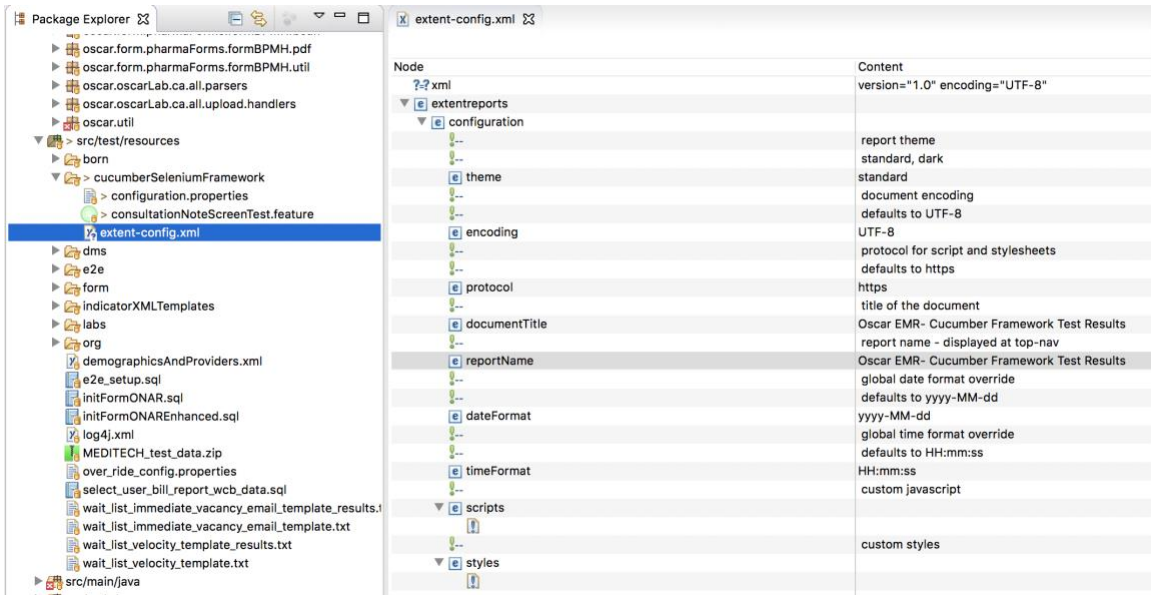 Package Explorer
oscar.form.pharmaForms.formBPMH.pdf
oscar.form.pharmaForms.formBPMH.util
oscar.oscarLab.ca.all.parsers
oscar.oscarLab.ca.all.upload.handlers
oscar.util
> src/test/resources
born
> cucumberSeleniumFramework
> configuration.properties
> consultationNoteScreenTest.feature
extent-config.xml
dms
e2e
form
indicatorXMLTemplates
labs
org
demographicsAndProviders.xml
e2e_setup.sql
initFormONAR.sql
initFormONAREnhanced.sql
log4j.xml
MEDITECH_test_data.zip
over_ride_config.properties
select_user_bill_report_wcb_data.sql
wait_list_immediate_vacancy_email_template_results.t
wait_list_immediate_vacancy_email_template.txt
wait_list_velocity_template_results.txt
wait_list_velocity_template.txt
src/main/java
extent-config.xml
Node Content
?=? xml version="1.0" encoding="UTF-8"
e extentreports
e configuration
!-- report theme
!-- standard, dark
e theme standard
!-- document encoding
!-- defaults to UTF-8
e encoding UTF-8
!-- protocol for script and stylesheets
!-- defaults to https
e protocol https
!-- title of the document
e documentTitle Oscar EMR- Cucumber Framework Test Results
!-- report name - displayed at top-nav
e reportName Oscar EMR- Cucumber Framework Test Results
!-- global date format override
!-- defaults to yyyy-MM-dd
e dateFormat yyyy-MM-dd
!-- global time format override
!-- defaults to HH:mm:ss
e timeFormat HH:mm:ss
!-- custom javascript
e scripts
!-- custom styles
e styles